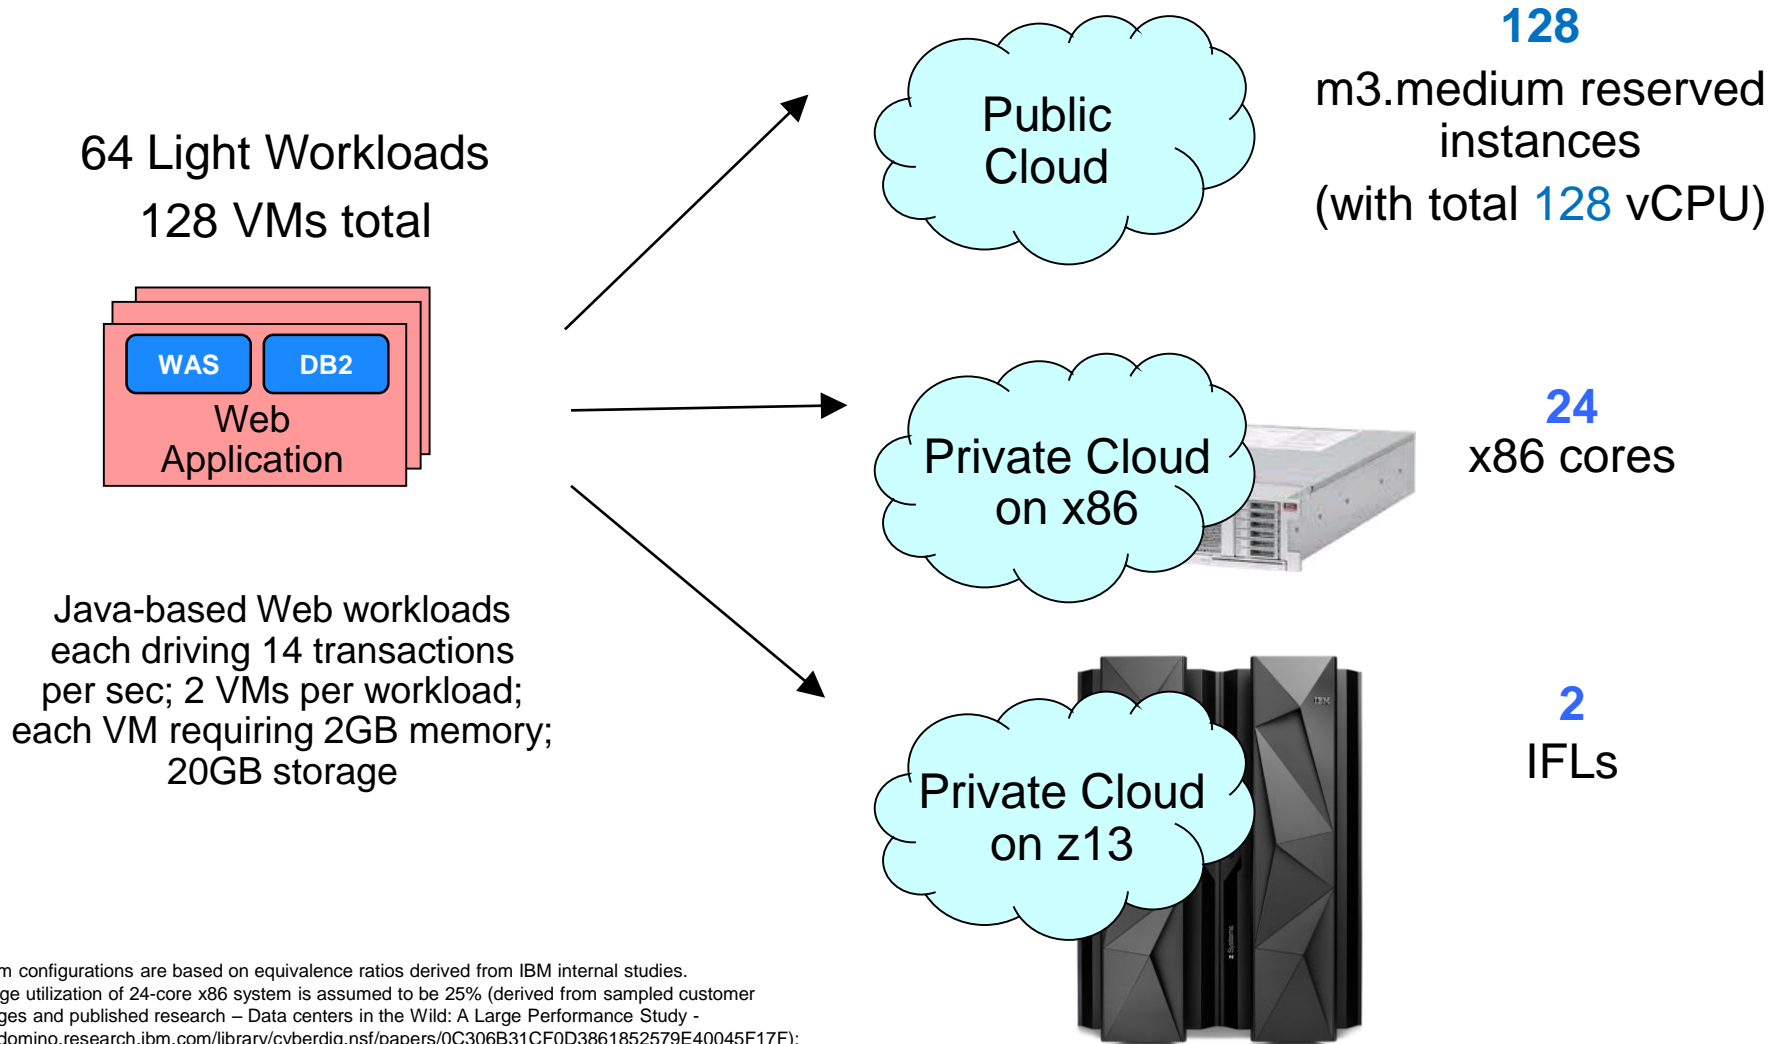 64 Light Workloads
128 VMs total
WAS
DB2
Web
Application
Java-based Web workloads
each driving 14 transactions
per sec; 2 VMs per workload;
each VM requiring 2GB memory;
20GB storage
Public
Cloud
128
m3.medium reserved
instances
(with total 128 vCPU)
Private Cloud
on x86
24
x86 cores
Private Cloud
on z13
IBM
z Systems
2
IFLs
m configurations are based on equivalence ratios derived from IBM internal studies.
ge utilization of 24-core x86 system is assumed to be 25% (derived from sampled customer
ges and published research – Data centers in the Wild: A Large Performance Study -
domino.research.ibm.com/library/cyberdig.nsf/papers/0C306B31CF0D3861852579E40045F17F);